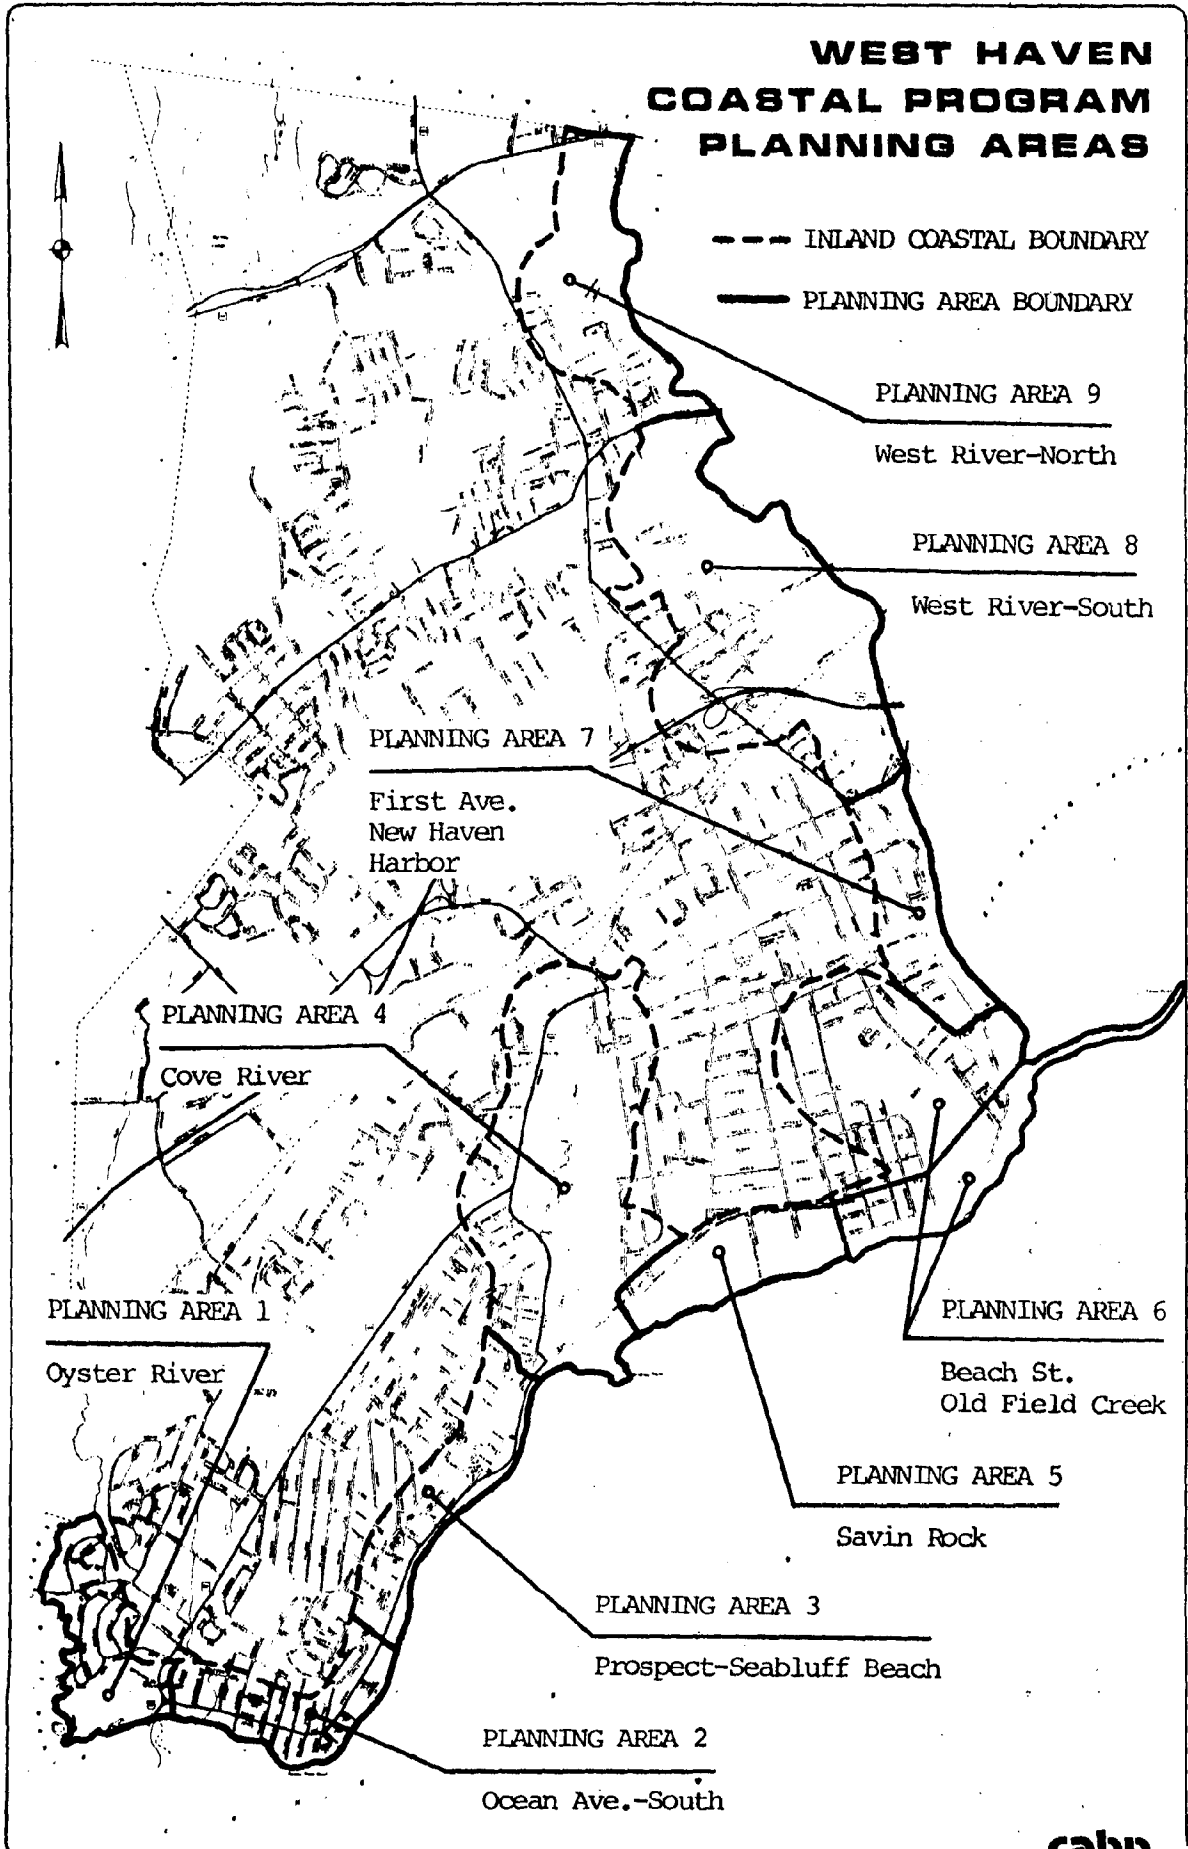 WEST HAVEN
COASTAL PROGRAM
PLANNING AREAS
INLAND COASTAL BOUNDARY
PLANNING AREA BOUNDARY
PLANNING AREA 9
West River-North
PLANNING AREA 8
West River-South
PLANNING AREA 7
First Ave.
New Haven
Harbor
PLANNING AREA 4
Cove River
PLANNING AREA 1
Oyster River
PLANNING AREA 6
Beach St.
Old Field Creek
PLANNING AREA 5
Savin Rock
PLANNING AREA 3
Prospect-Seabluff Beach
PLANNING AREA 2
Ocean Ave.-South